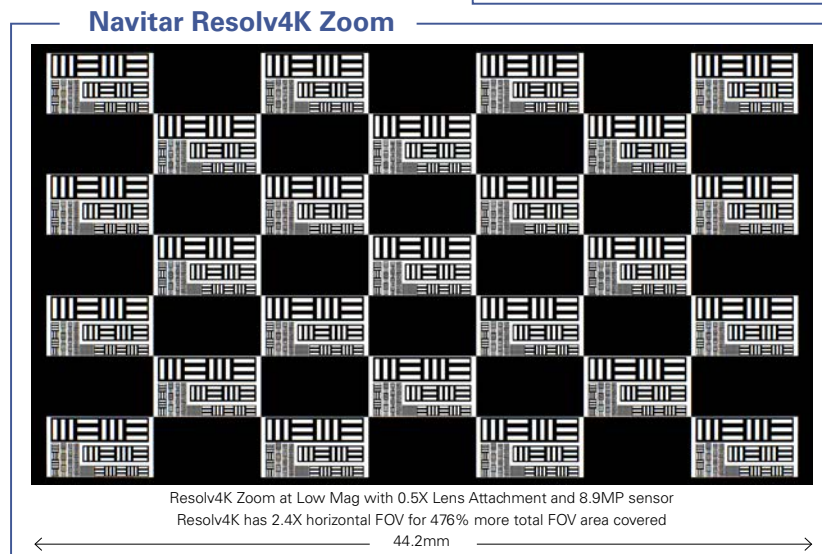 Navitar Resolv4K Zoom
Resolv4K Zoom at Low Mag with 0.5X Lens Attachment and 8.9MP sensor
Resolv4K has 2.4X horizontal FOV for 476% more total FOV area covered
44.2mm